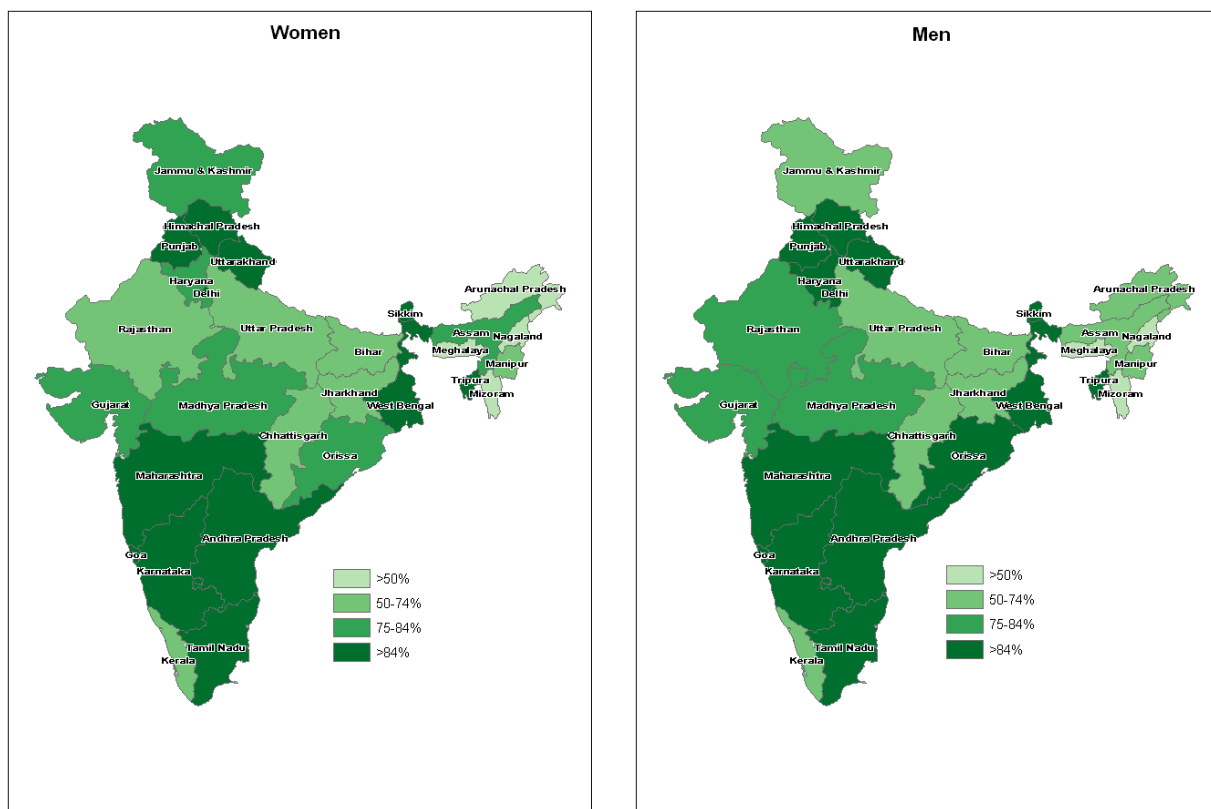 Women
Jammu & Kashmir
Himachal Pradesh
Punjab
Uttarakhand
Haryana
Delhi
Arunachal Pradesh
Sikkim
Rajasthan
Uttar Pradesh
Assam
Nagaland
Bihar
Meghalaya
Manipur
Tripura
Mizoram
Jharkhand
West Bengal
Gujarat
Madhya Pradesh
Chhattisgarh
Orissa
Maharashtra
Andhra Pradesh
Goa
Karnataka
Tamil Nadu
Kerala
>50%
50-74%
75-84%
>84%
Men
Jammu & Kashmir
Himachal Pradesh
Punjab
Uttarakhand
Haryana
Delhi
Arunachal Pradesh
Sikkim
Rajasthan
Uttar Pradesh
Assam
Nagaland
Bihar
Meghalaya
Manipur
Tripura
Mizoram
Jharkhand
West Bengal
Gujarat
Madhya Pradesh
Chhattisgarh
Orissa
Maharashtra
Andhra Pradesh
Goa
Karnataka
Tamil Nadu
Kerala
>50%
50-74%
75-84%
>84%